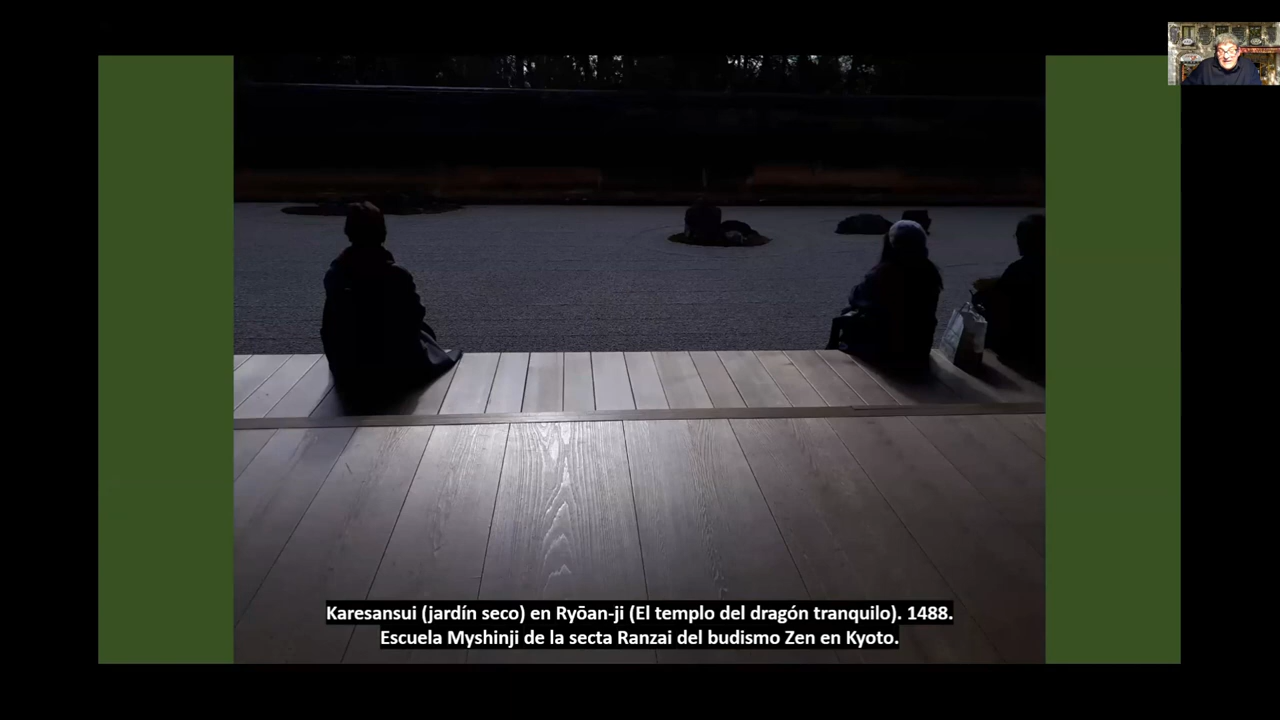 Karesansui (jardín seco) en Ryōan-ji (El templo del dragón tranquilo). 1488.
Escuela Myshinji de la secta Ranzai del budismo Zen en Kyoto.